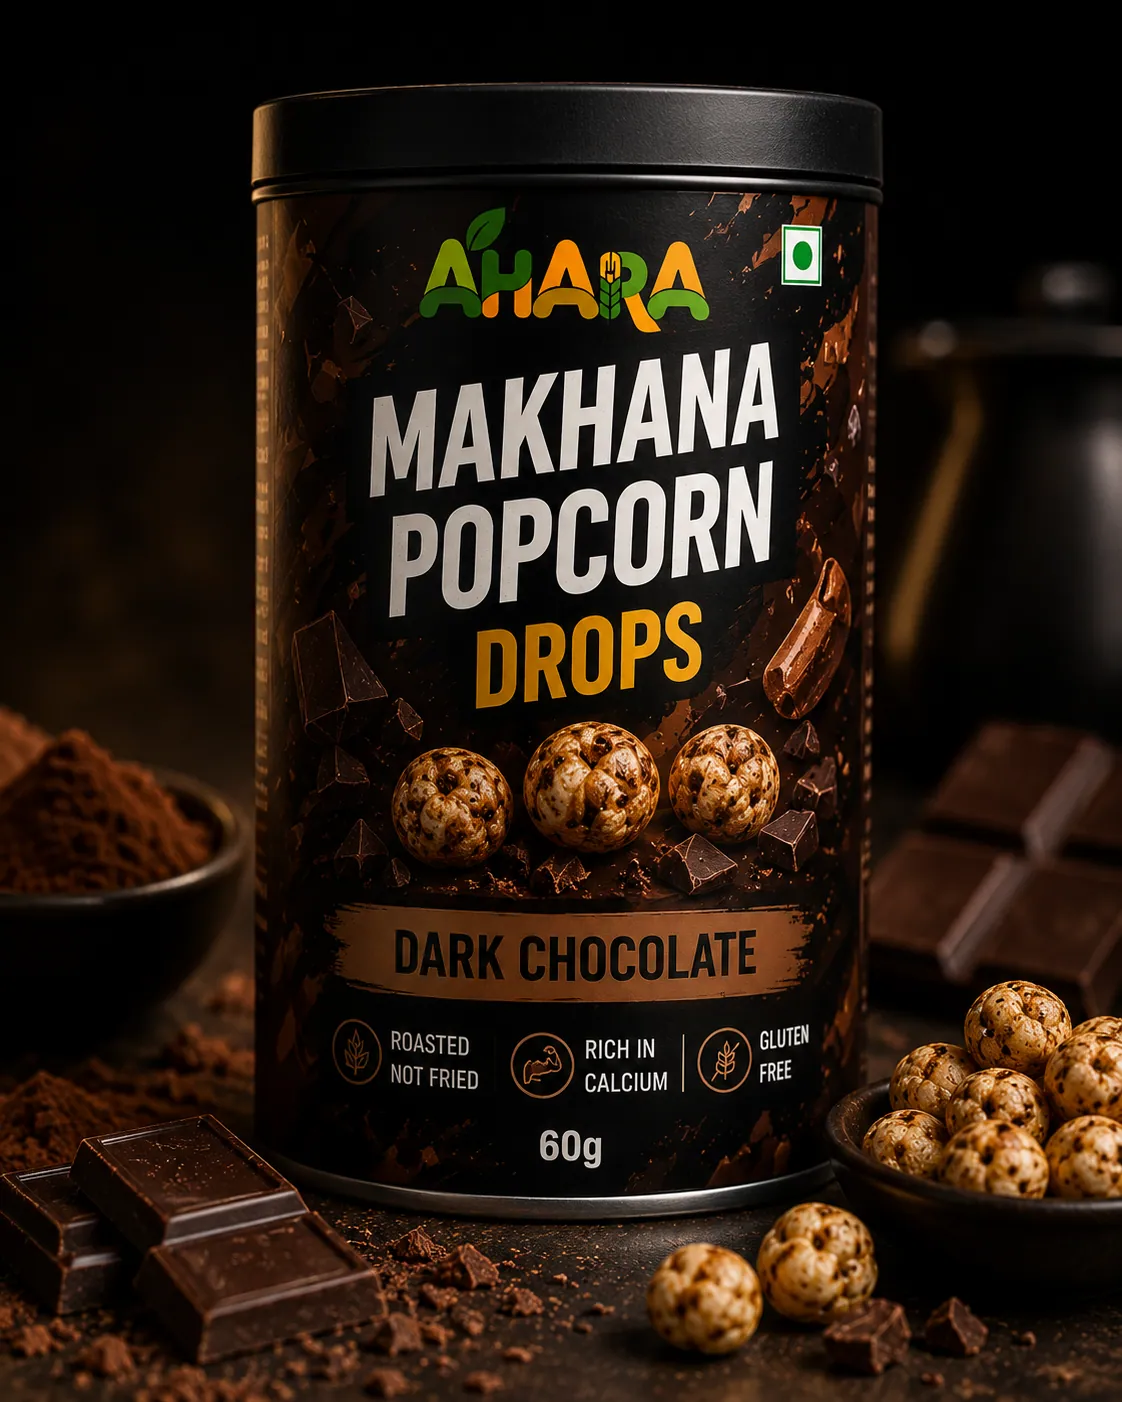 AHARA
MAKHANA
POPCORN
DROPS
DARK CHOCOLATE
ROASTED
NOT FRIED
RICH IN
CALCIUM
GLUTEN
FREE
60g